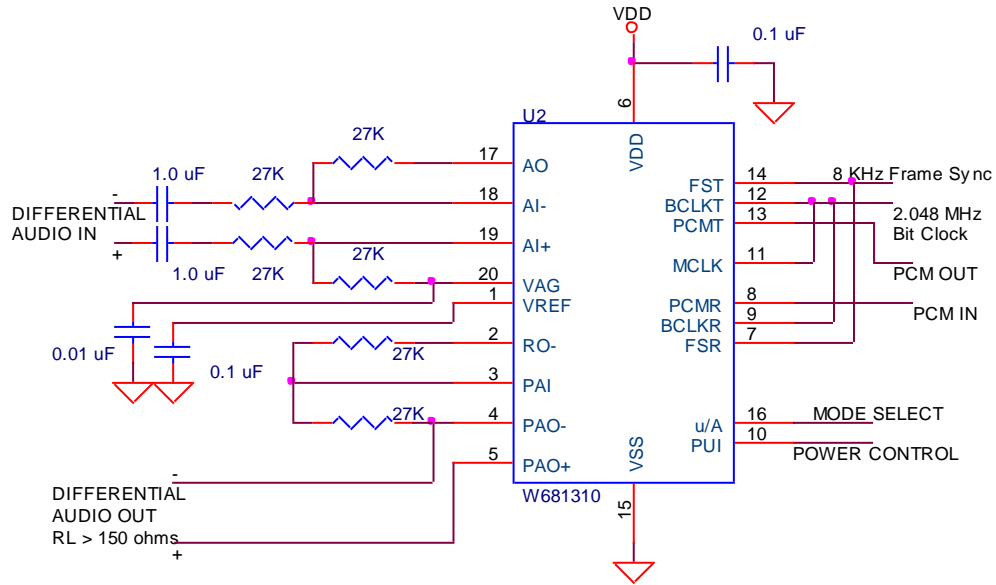 VDD
0.1 uF
6
U2
VDD
27K
17
AO
14
FST
8 KHz Frame Sync
1.0 uF
27K
18
AI-
12
BCLKT
-
DIFFERENTIAL
AUDIO IN
+
13
PCMT
2.048 MHz
Bit Clock
19
AI+
11
MCLK
PCM OUT
1.0 uF
27K
27K
20
VAG
1
VREF
8
PCMR
PCM IN
9
BCLKR
0.01 uF
0.1 uF
2
RO-
7
FSR
27K
3
PAI
27K
4
PAO-
16
u/A
MODE SELECT
10
PUI
POWER CONTROL
5
PAO+
VSS
-
DIFFERENTIAL
AUDIO OUT
RL > 150 ohms
+
W681310
15